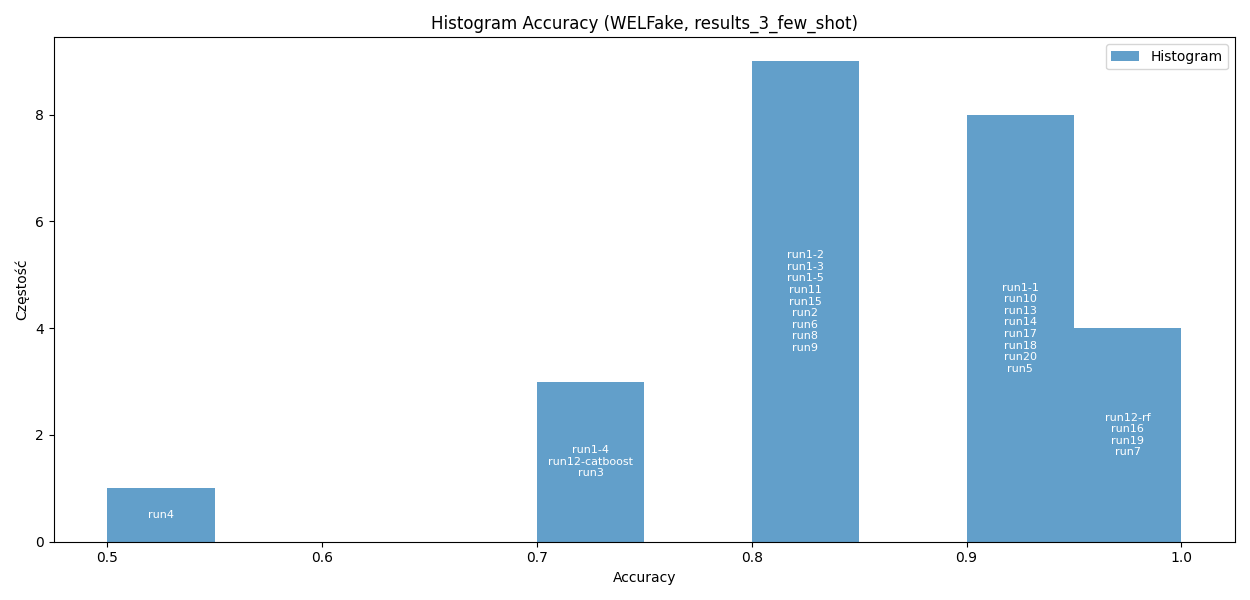 Histogram Accuracy (WELFake, results_3_few_shot)
Histogram
Częstość
8
6
4
2
0
run4
run1-4
run12-catboost
run3
run1-2
run1-3
run1-5
run11
run15
run2
run6
run8
run9
run1-1
run10
run13
run14
run17
run18
run20
run5
run12-rf
run16
run19
run7
0.5
0.6
0.7
0.8
0.9
1.0
Accuracy